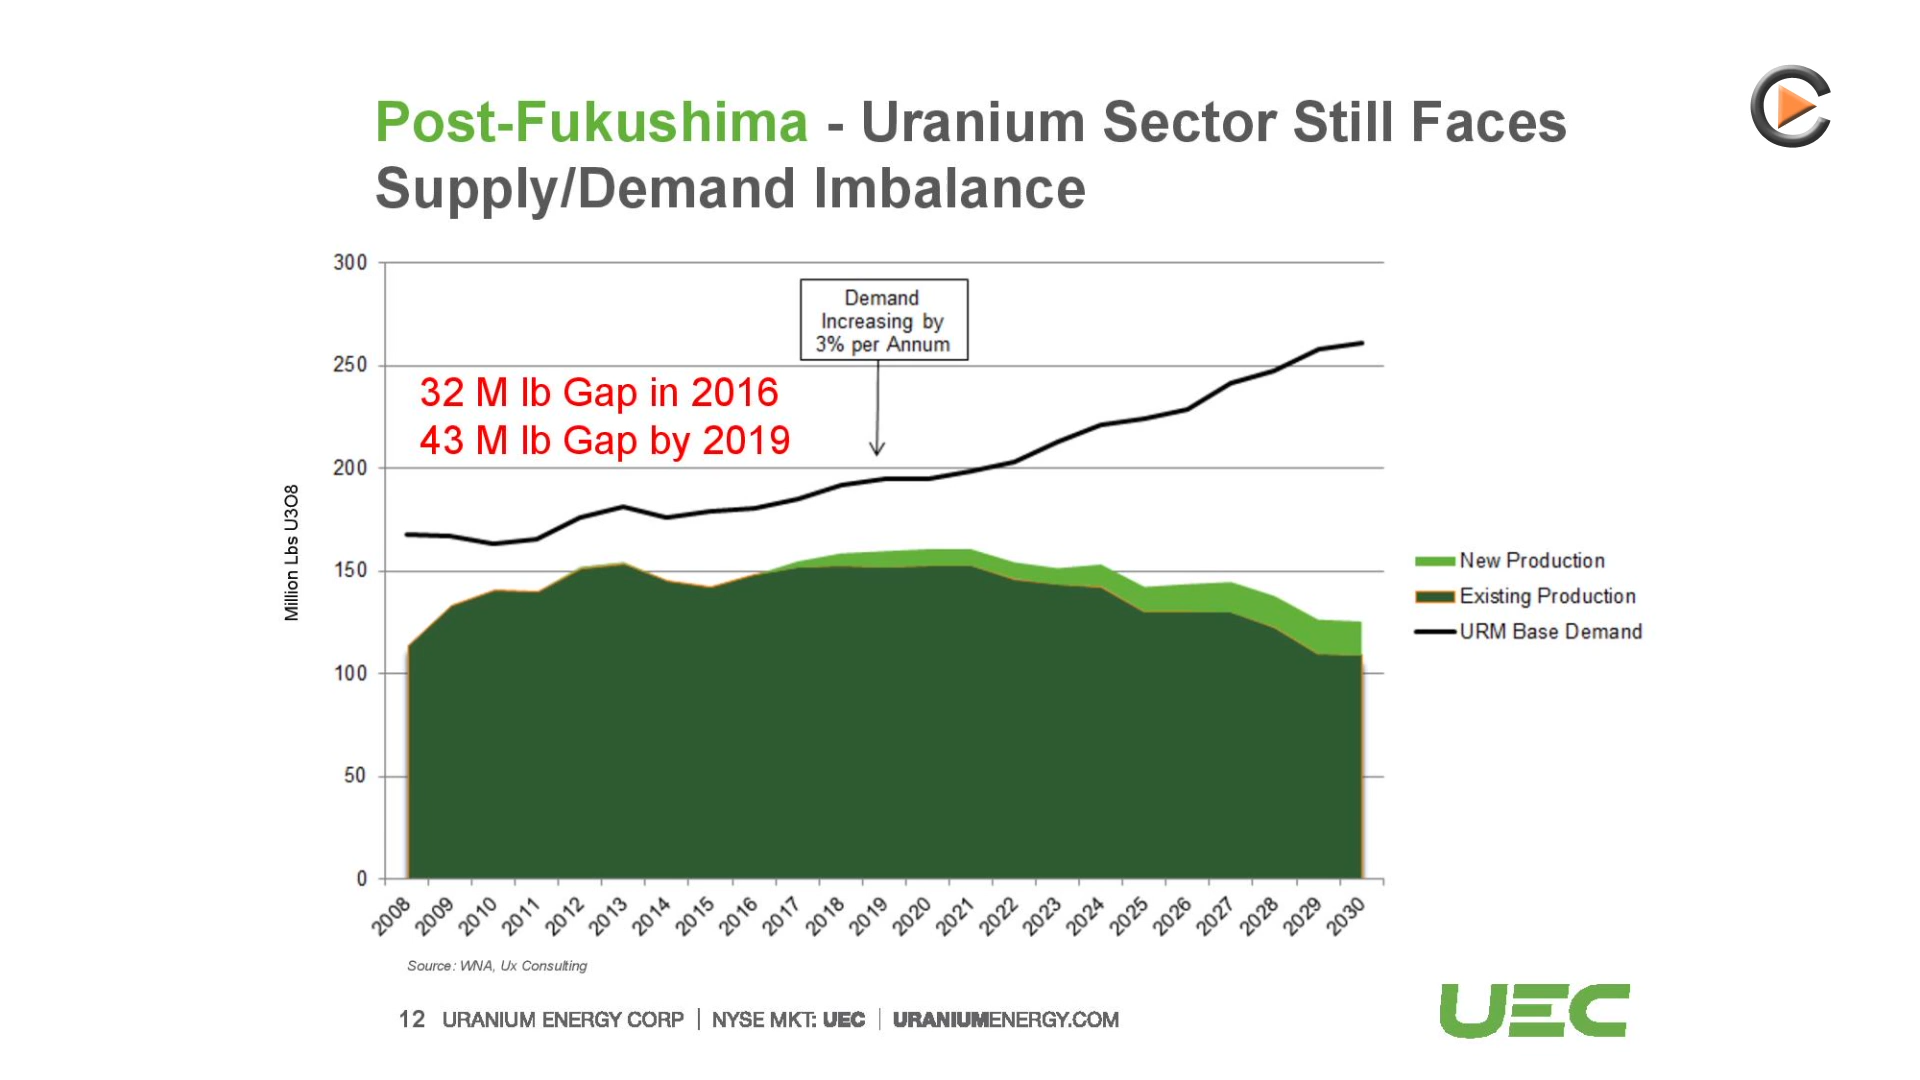 Post-Fukushima - Uranium Sector Still Faces
Supply/Demand Imbalance
300
250
200
150
100
50
0
Million Lbs U3O8
Demand
Increasing by
3% per Annum
32 M lb Gap in 2016
43 M lb Gap by 2019
New Production
Existing Production
URM Base Demand
2008
2009
2010
2011
2012
2013
2014
2015
2016
2017
2018
2019
2020
2021
2022
2023
2024
2025
2026
2027
2028
2029
2030
Source: WNA, Ux Consulting
12 URANIUM ENERGY CORP | NYSE MKT: UEC | URANIUMENERGY.COM
UEC